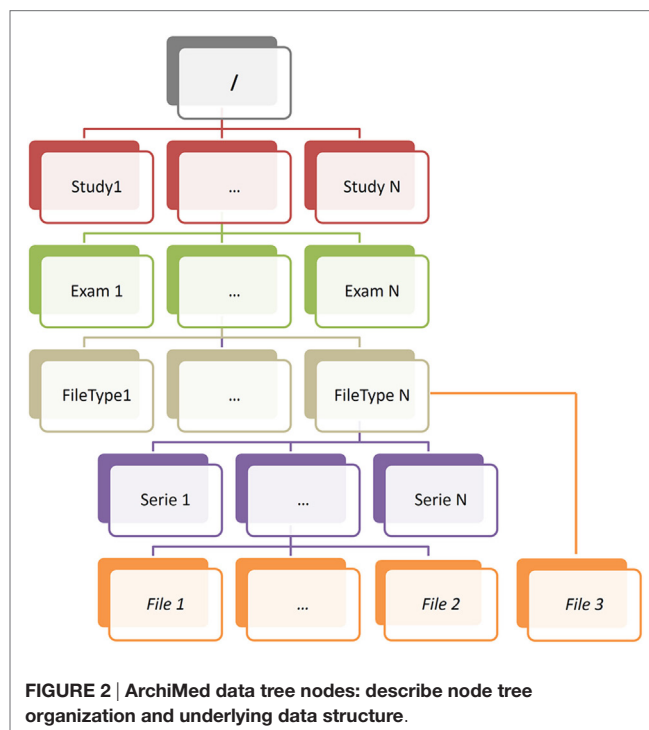 /
Study1 ... Study N
Exam 1 ... Exam N
FileType1 ... FileType N
Serie 1 ... Serie N
File 1 ... File 2 File 3
FIGURE 2 | ArchiMed data tree nodes: describe node tree
organization and underlying data structure.